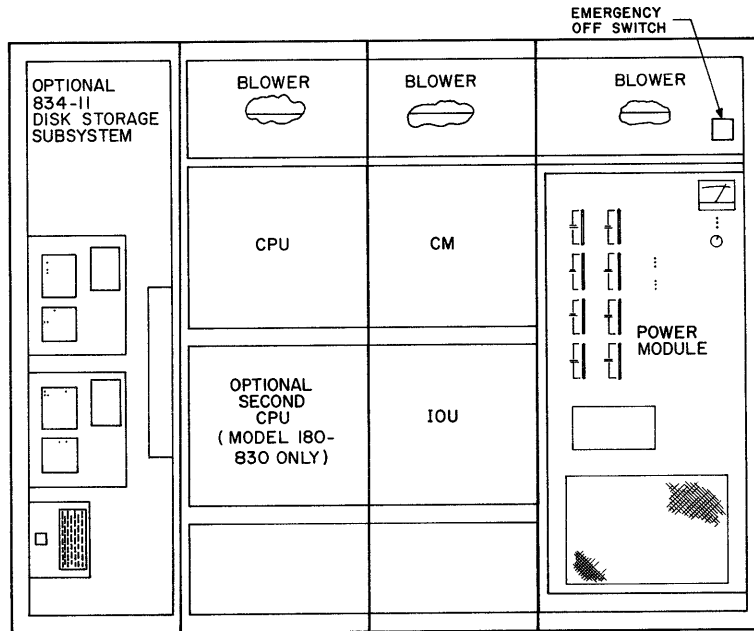 EMERGENCY
OFF SWITCH
OPTIONAL
834-11
DISK STORAGE
SUBSYSTEM
BLOWER
BLOWER
BLOWER
CPU
CM
POWER
MODULE
OPTIONAL
SECOND
CPU
(MODEL 180-
830 ONLY)
IOU